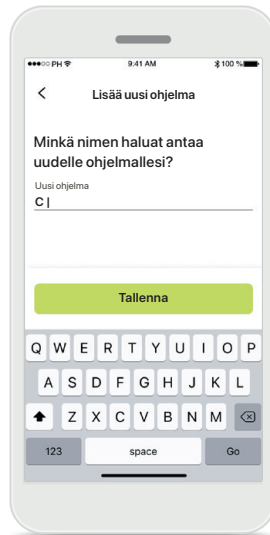 PH 9:41 AM 100 %
Lisää uusi ohjelma
Minkä nimen haluat antaa
uudelle ohjelmallesi?
Uusi ohjelma
C |
Tallenna
Q W E R T Y U I O P
A S D F G H J K L
Z X C V B N M
123 space Go